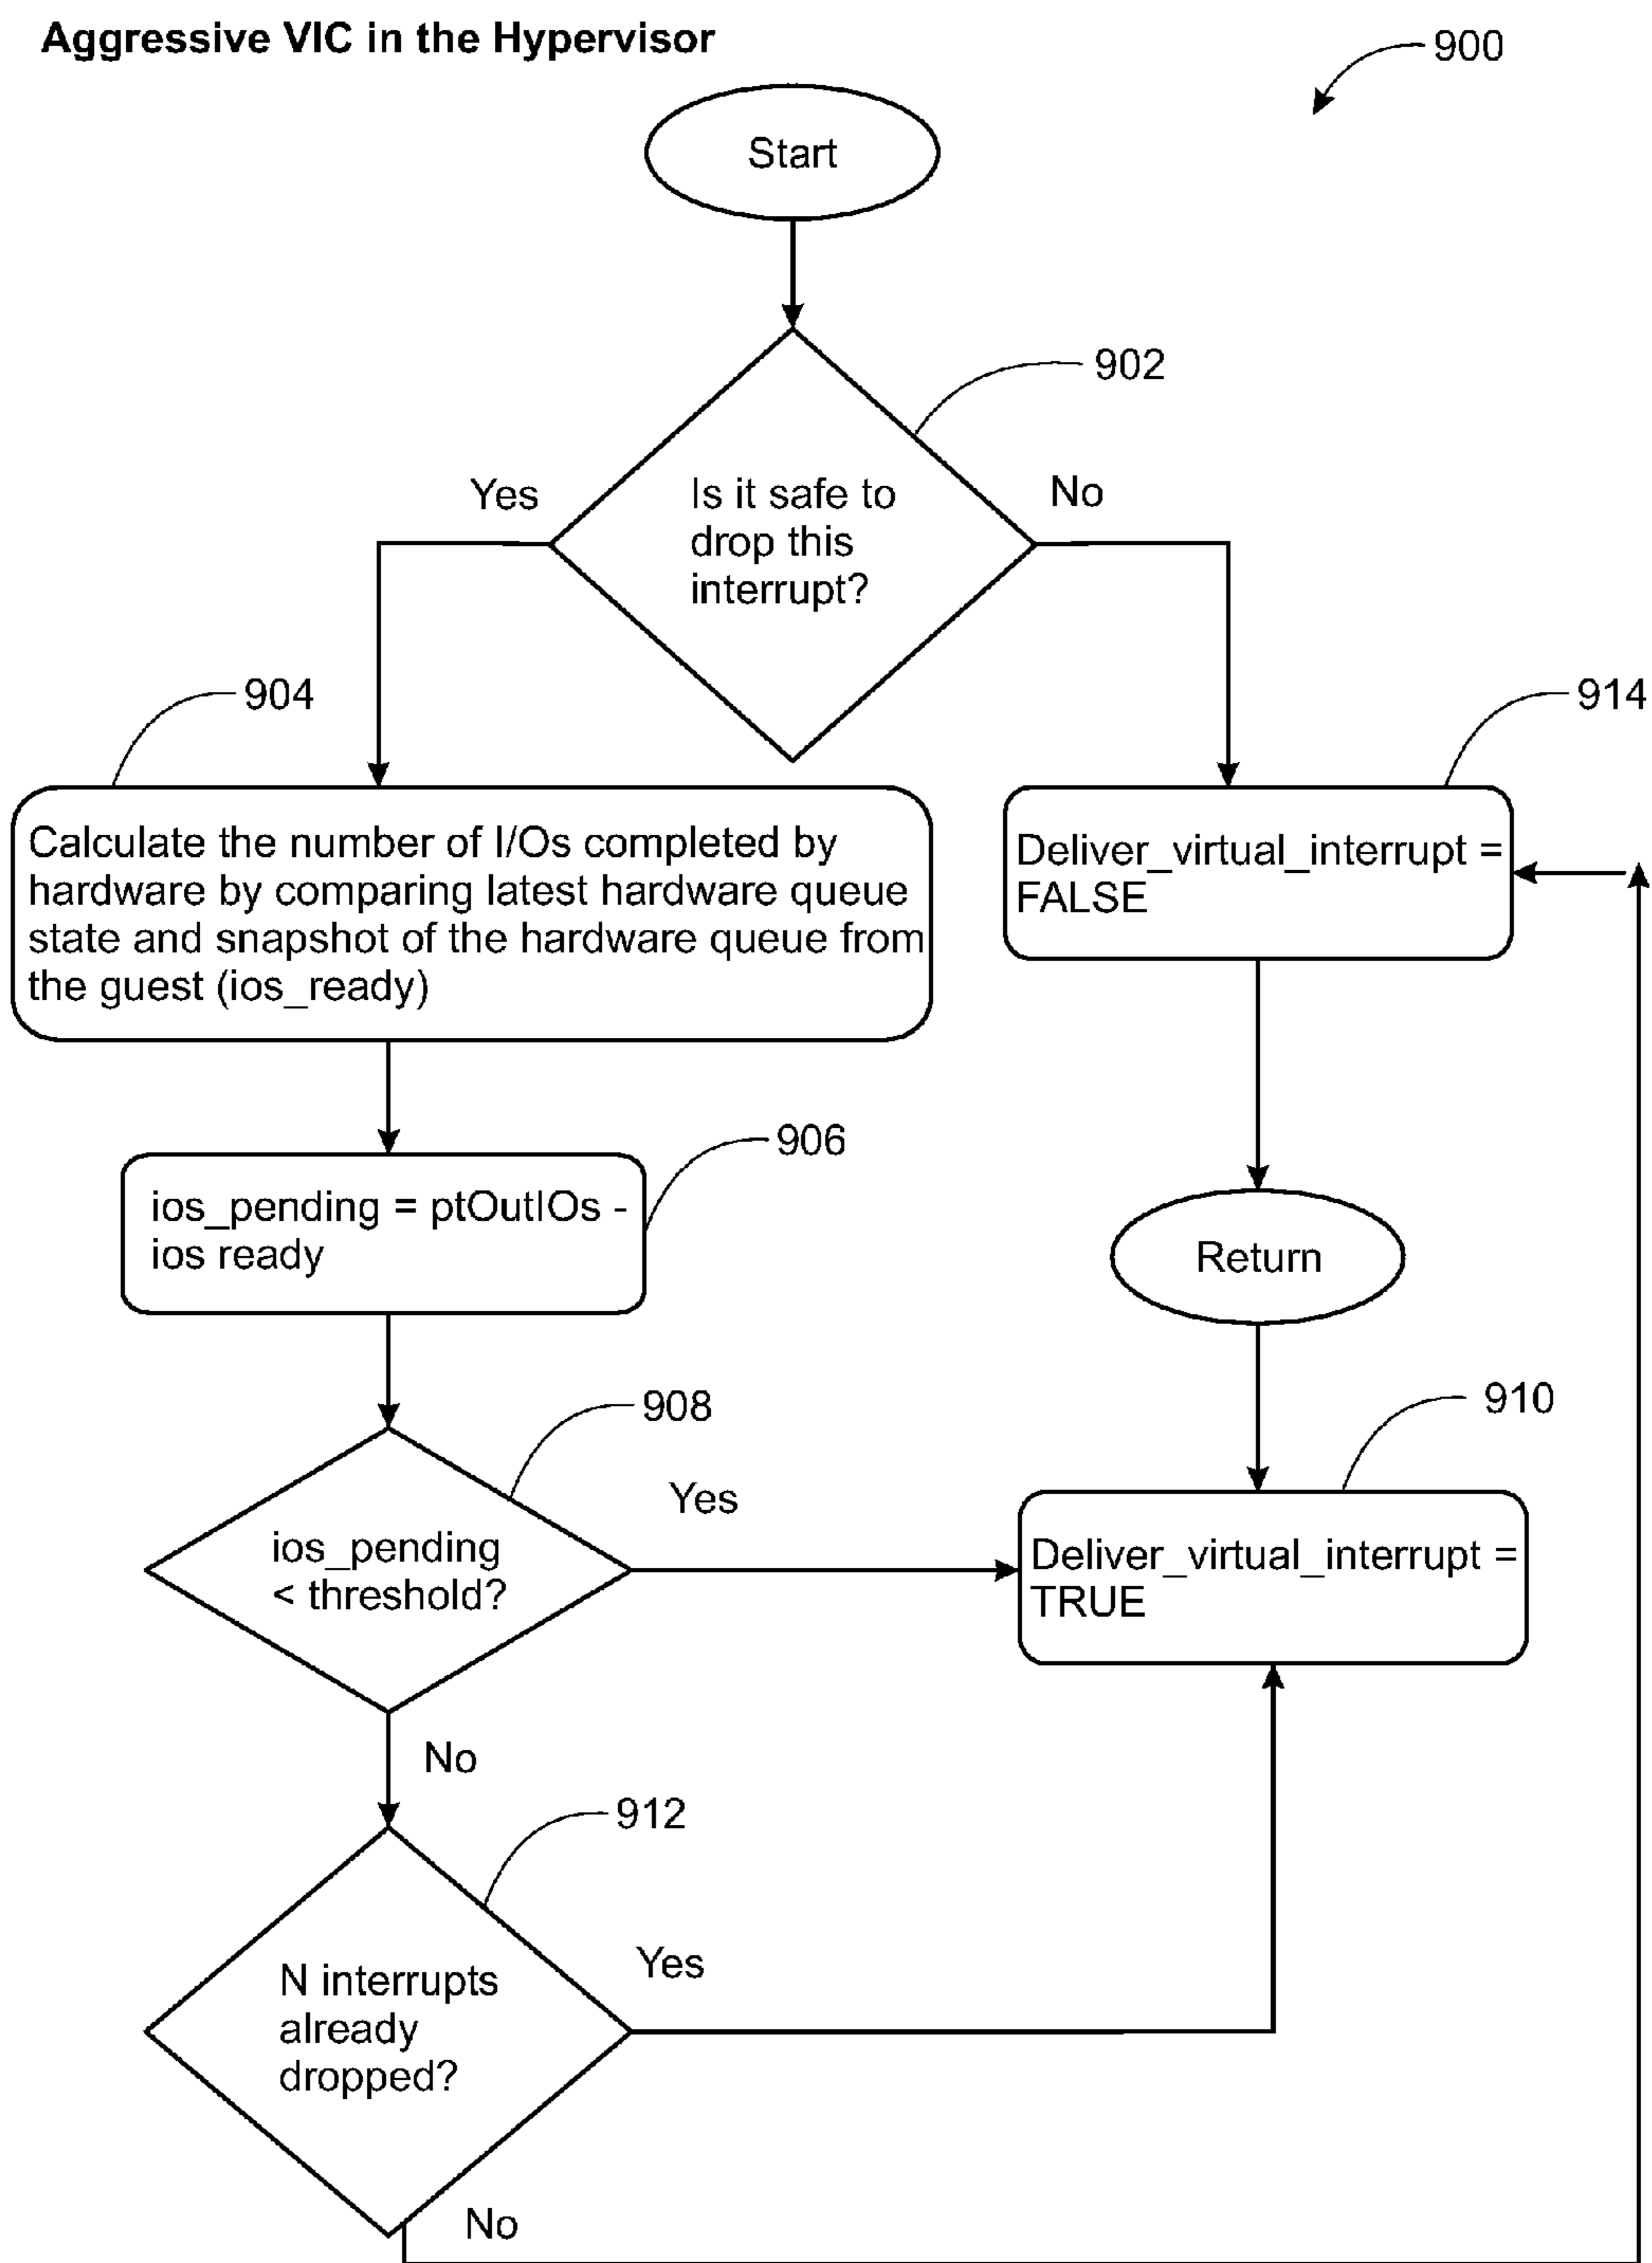 Aggressive VIC in the Hypervisor
900
Start
902
Yes
No
Is it safe to
drop this
interrupt?
904
914
Calculate the number of I/Os completed by
hardware by comparing latest hardware queue
state and snapshot of the hardware queue from
the guest (ios_ready)
Deliver_virtual_interrupt =
FALSE
906
ios_pending = ptOutIOs -
ios ready
Return
908
910
Yes
ios_pending
< threshold?
Deliver_virtual_interrupt =
TRUE
No
912
Yes
N interrupts
already
dropped?
No